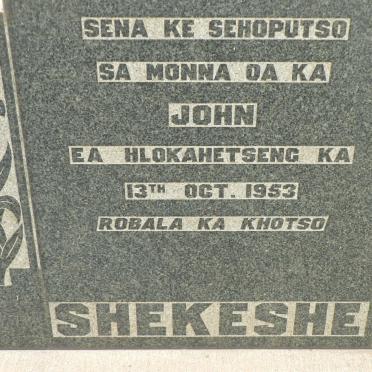 SENA KE SEHOPUTSO
SA MONNA OA KA
JOHN
EA HLOKAHETSENG KA
13TH OCT. 1953
ROBALA KA KHOTSO
SHEKESHE